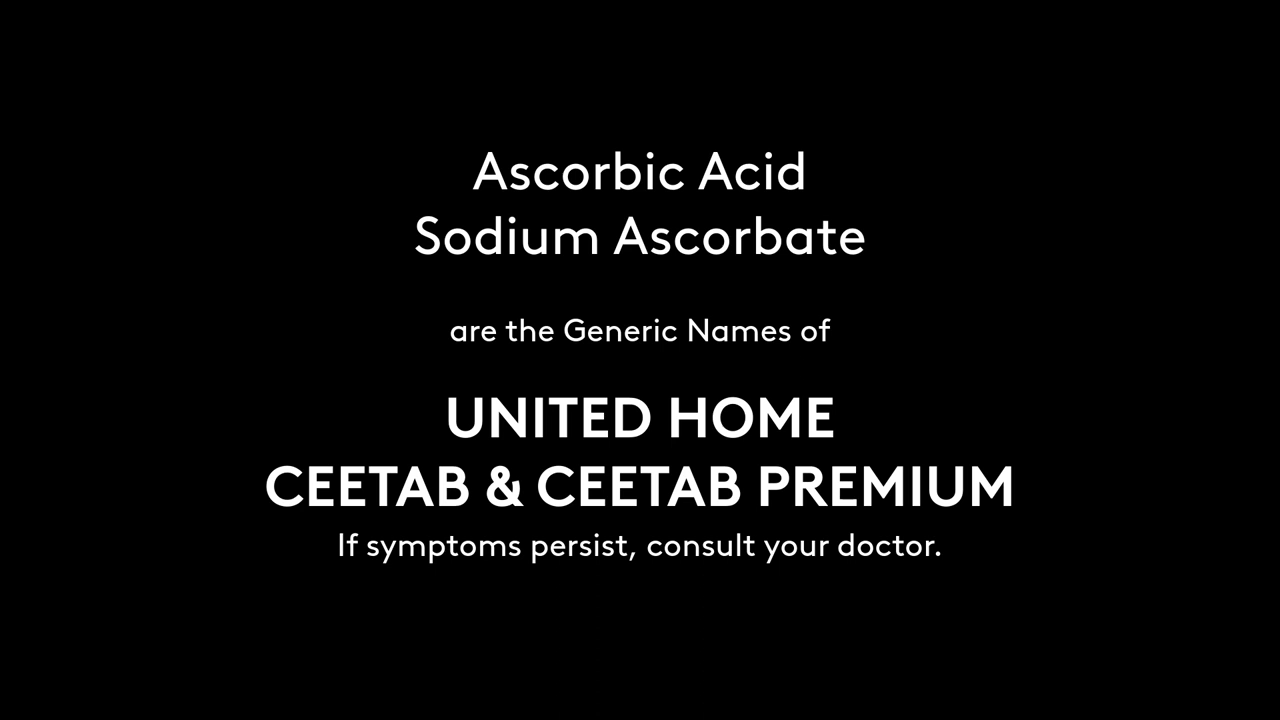 Ascorbic Acid
Sodium Ascorbate
are the Generic Names of
UNITED HOME
CEETAB & CEETAB PREMIUM
If symptoms persist, consult your doctor.